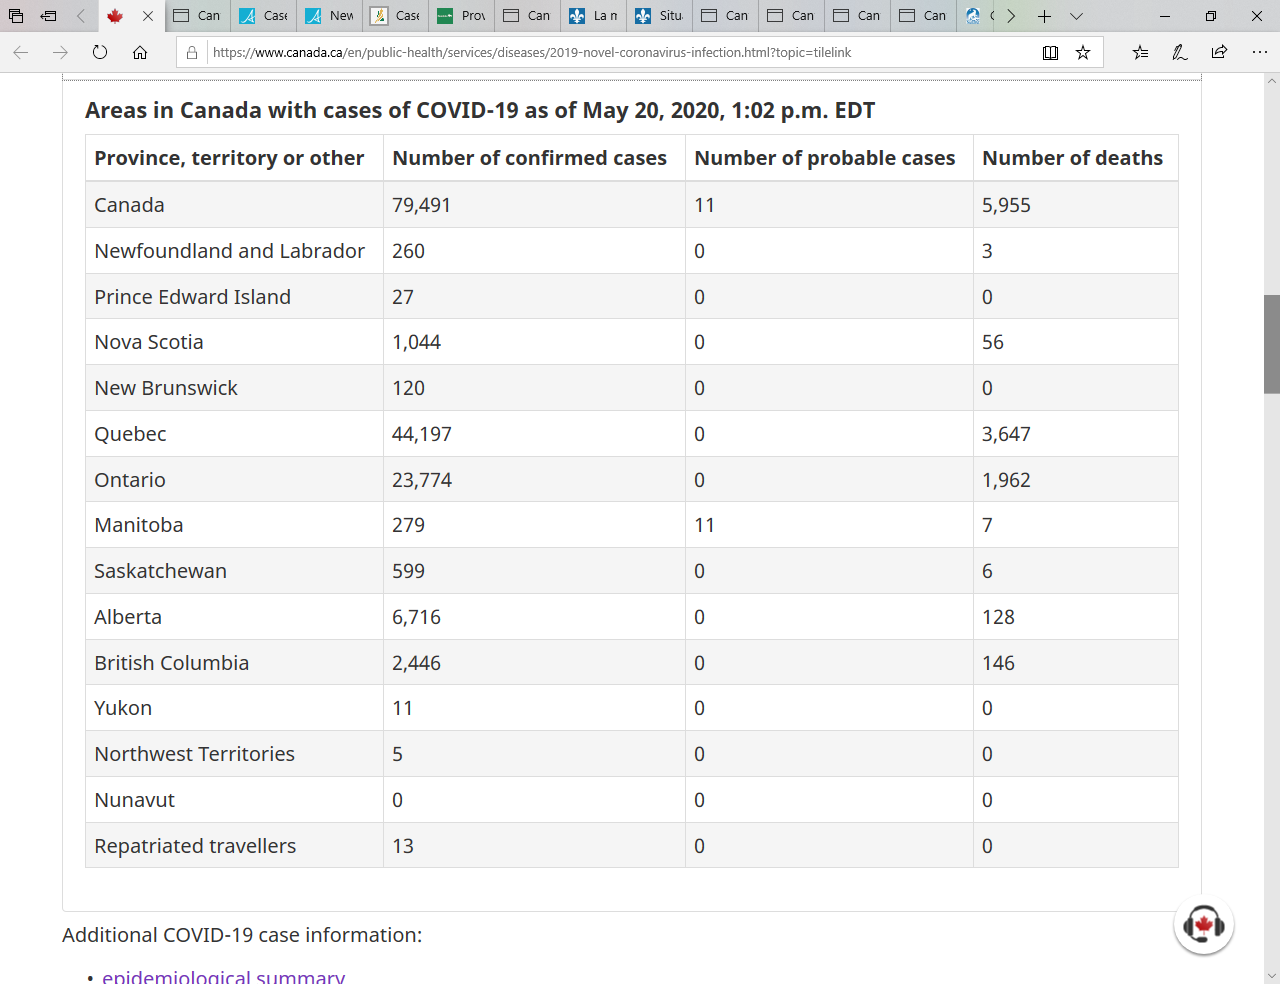 Can
Case
New
Case
Prov
Can
La m
Situ
Can
Can
Can
Can
https://www.canada.ca/en/public-health/services/diseases/2019-novel-coronavirus-infection.html?topic=tilelink
Areas in Canada with cases of COVID-19 as of May 20, 2020, 1:02 p.m. EDT
Province, territory or other Number of confirmed cases Number of probable cases Number of deaths
Canada 79,491 11 5,955
Newfoundland and Labrador 260 0 3
Prince Edward Island 27 0 0
Nova Scotia 1,044 0 56
New Brunswick 120 0 0
Quebec 44,197 0 3,647
Ontario 23,774 0 1,962
Manitoba 279 11 7
Saskatchewan 599 0 6
Alberta 6,716 0 128
British Columbia 2,446 0 146
Yukon 11 0 0
Northwest Territories 5 0 0
Nunavut 0 0 0
Repatriated travellers 13 0 0
Additional COVID-19 case information:
• epidemiological summary